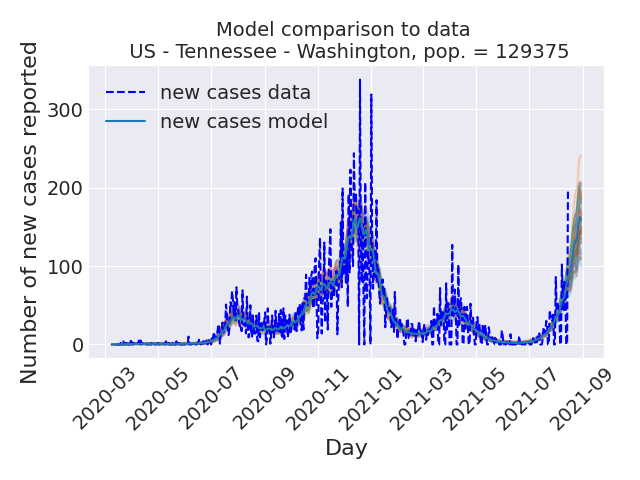 Model comparison to data
US - Tennessee - Washington, pop. = 129375
Number of new cases reported
300
200
100
0
new cases data
new cases model
2020-03
2020-05
2020-07
2020-09
2020-11
2021-01
2021-03
2021-05
2021-07
2021-09
Day